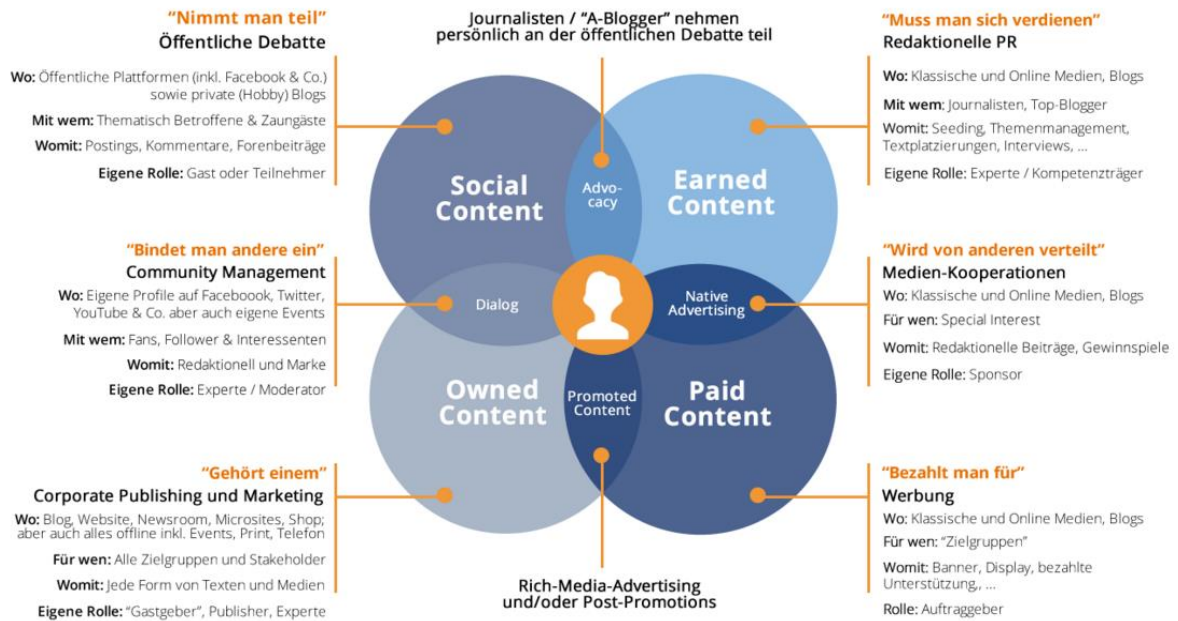 “Nimmt man teil”
Öffentliche Debatte
Wo: Öffentliche Plattformen (inkl. Facebook & Co.)
sowie private (Hobby) Blogs
Mit wem: Thematisch Betroffene & Zaungäste
Womit: Postings, Kommentare, Forenbeiträge
Eigene Rolle: Gast oder Teilnehmer
Journalisten / “A-Blogger” nehmen
persönlich an der öffentlichen Debatte teil
“Muss man sich verdienen”
Redaktionelle PR
Wo: Klassische und Online Medien, Blogs
Mit wem: Journalisten, Top-Blogger
Womit: Seeding, Themenmanagement,
Textplatzierungen, Interviews, ...
Eigene Rolle: Experte / Kompetenzträger
Social
Content
Advo-
cacy
Earned
Content
“Bindet man andere ein”
Community Management
Wo: Eigene Profile auf Faceboook, Twitter,
YouTube & Co. aber auch eigene Events
Mit wem: Fans, Follower & Interessenten
Womit: Redaktionell und Marke
Eigene Rolle: Experte / Moderator
Dialog
Native
Advertising
“Wird von anderen verteilt”
Medien-Kooperationen
Wo: Klassische und Online Medien, Blogs
Für wen: Special Interest
Womit: Redaktionelle Beiträge, Gewinnspiele
Eigene Rolle: Sponsor
Owned
Content
Promoted
Content
Paid
Content
“Gehört einem”
Corporate Publishing und Marketing
Wo: Blog, Website, Newsroom, Microsites, Shop;
aber auch alles offline inkl. Events, Print, Telefon
Für wen: Alle Zielgruppen und Stakeholder
Womit: Jede Form von Texten und Medien
Eigene Rolle: “Gastgeber”, Publisher, Experte
Rich-Media-Advertising
und/oder Post-Promotions
“Bezahlt man für”
Werbung
Wo: Klassische und Online Medien, Blogs
Für wen: “Zielgruppen”
Womit: Banner, Display, bezahlte
Unterstützung,, ...
Rolle: Auftraggeber